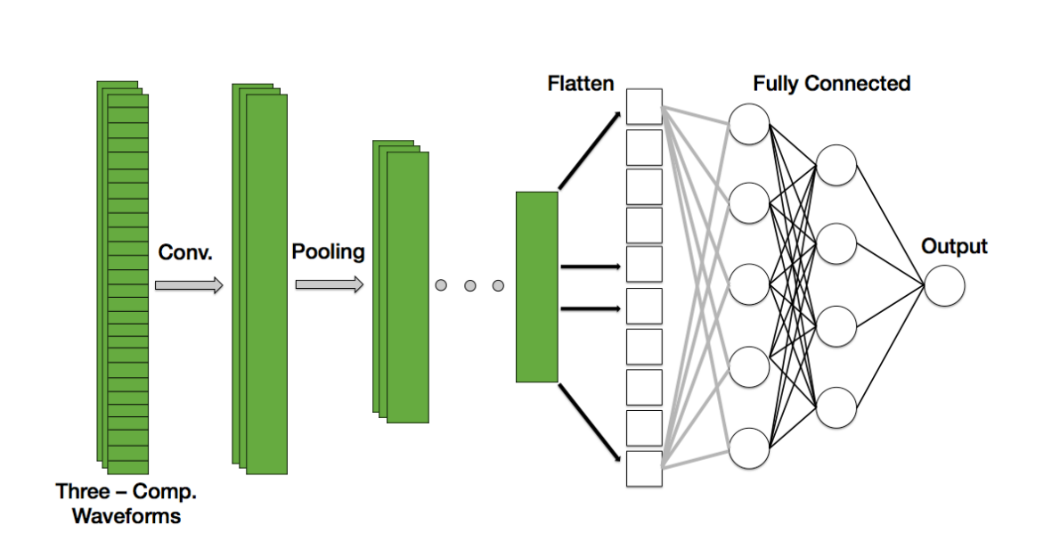 Flatten
Fully Connected
Conv.
Pooling
Output
Three – Comp.
Waveforms